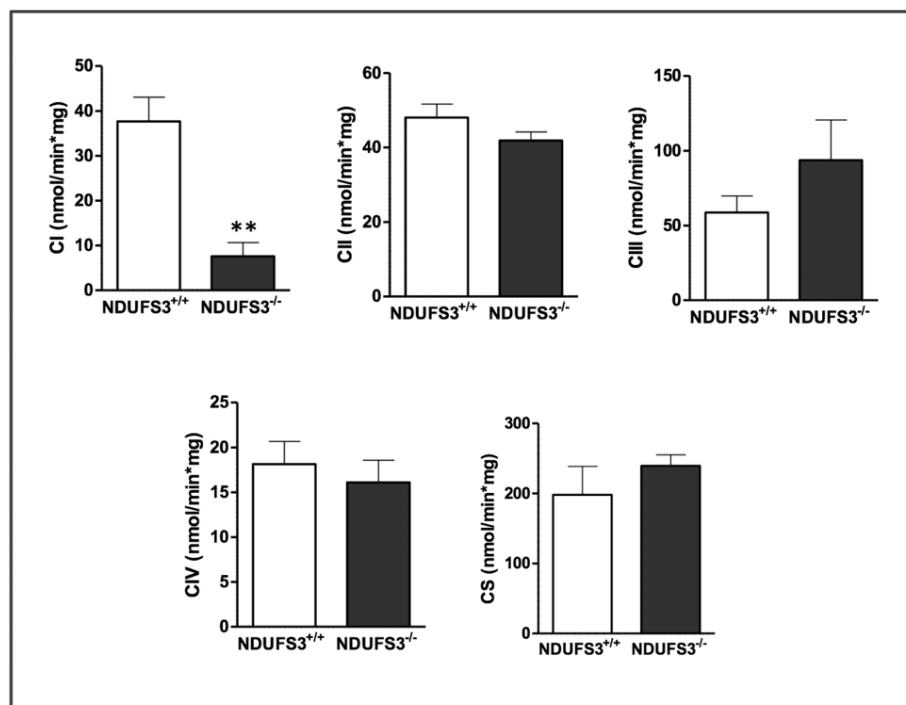 CI (nmol/min*mg)
50
40
30
20
10
0
**
NDUFS3+/+ NDUFS3-/-
CII (nmol/min*mg)
60
40
20
0
NDUFS3+/+ NDUFS3-/-
CIII (nmol/min*mg)
150
100
50
0
NDUFS3+/+ NDUFS3-/-
CIV (nmol/min*mg)
25
20
15
10
5
0
NDUFS3+/+ NDUFS3-/-
CS (nmol/min*mg)
300
200
100
0
NDUFS3+/+ NDUFS3-/-